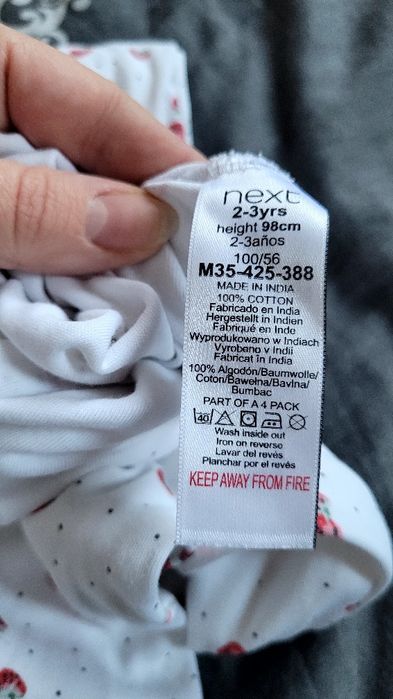 next
2-3yrs
height 98cm
2-3años
100/56
M35-425-388
MADE IN INDIA
100% COTTON
Fabricado en India
Hergestellt in Indien
Fabriqué en Inde
Wyprodukowano w Indiach
Vyrobeno v Indii
Fabricat în India
100% Algodón/Baumwolle/
Coton/Bawełna/Bavlna/
Bumbac
PART OF A 4 PACK
40
Wash inside out
Iron on reverse
Lavar del revés
Planchar por el revés
KEEP AWAY FROM FIRE